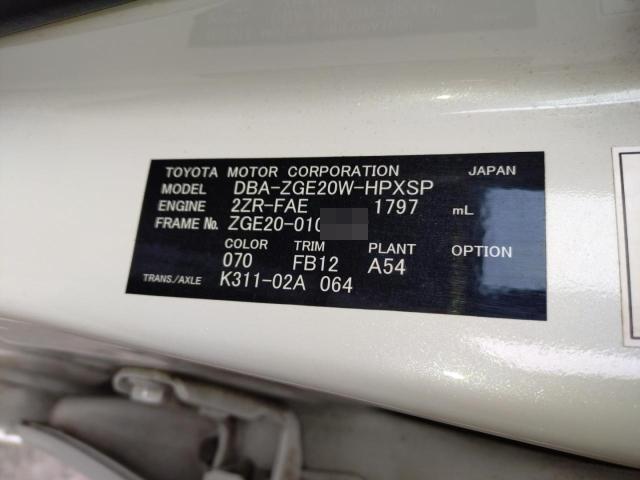 TOYOTA MOTOR CORPORATION JAPAN
MODEL DBA-ZGE20W-HPXSP
ENGINE 2ZR-FAE 1797 mL
FRAME No. ZGE20-010
COLOR TRIM PLANT OPTION
070 FB12 A54
TRANS./AXLE K311-02A 064